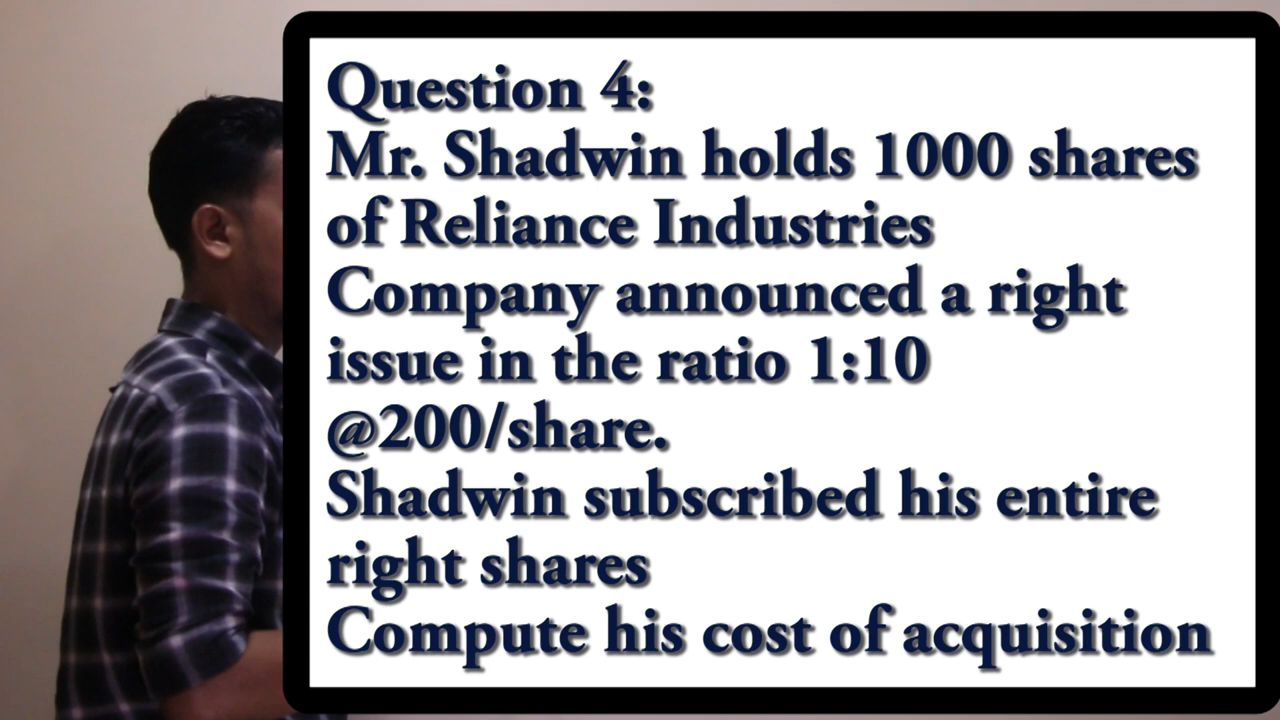 Question 4:
Mr. Shadwin holds 1000 shares
of Reliance Industries
Company announced a right
issue in the ratio 1:10
@200/share.
Shadwin subscribed his entire
right shares
Compute his cost of acquisition